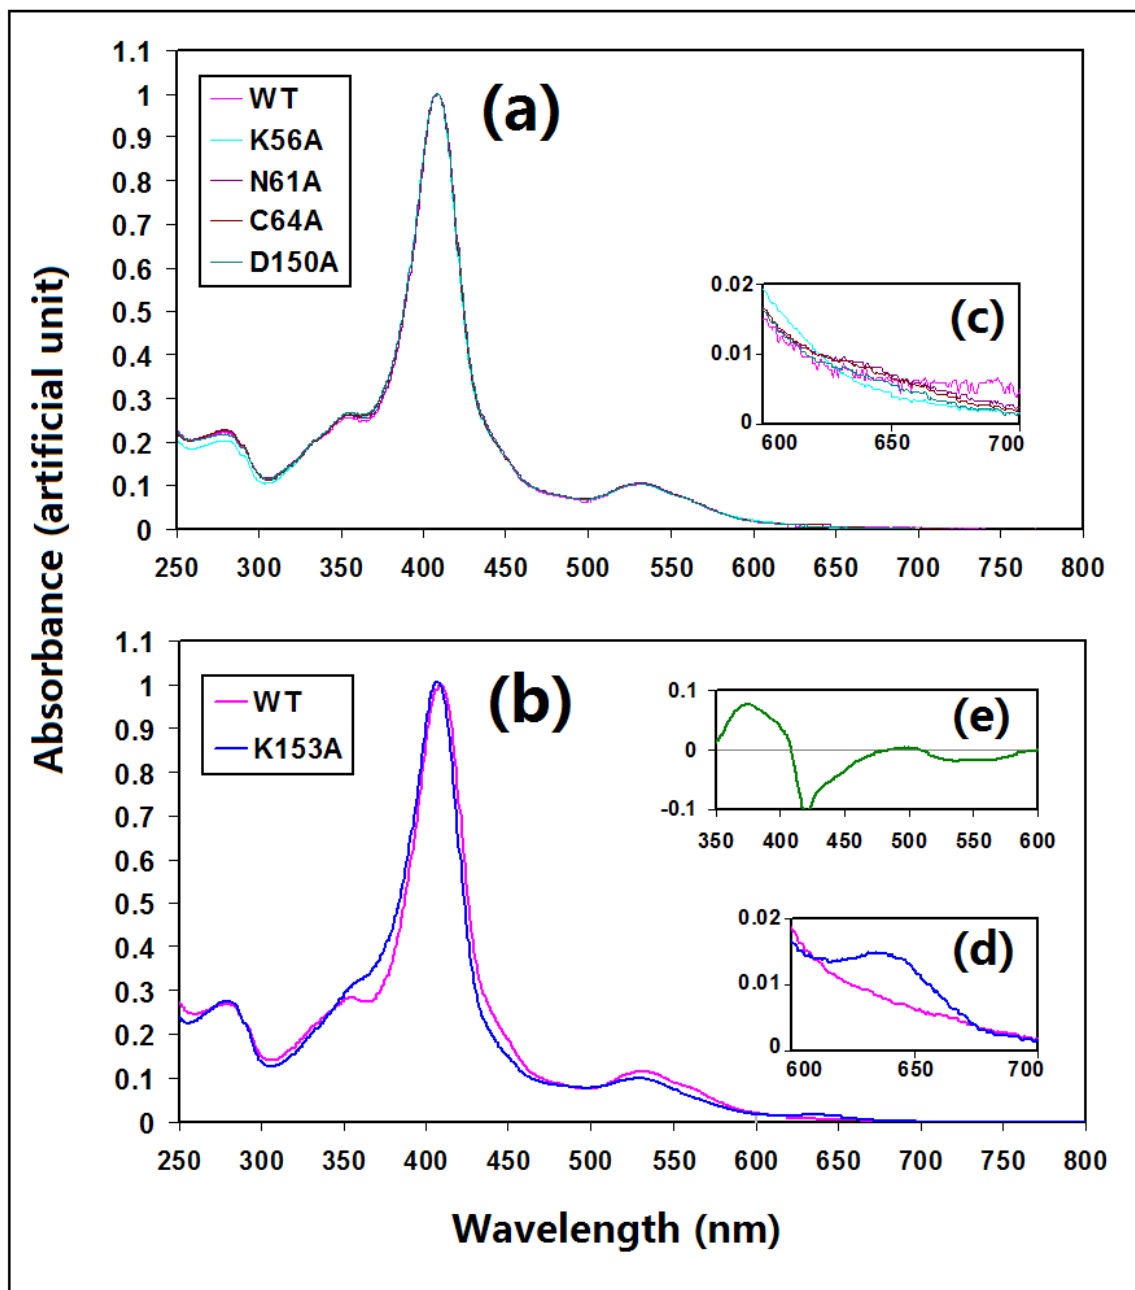 Absorbance (artificial unit)
1.1
1
0.9
0.8
0.7
0.6
0.5
0.4
0.3
0.2
0.1
0
WT
K56A
N61A
C64A
D150A
(a)
0.02
0.01
0
(c)
600 650 700
250 300 350 400 450 500 550 600 650 700 750 800
1.1
1
0.9
0.8
0.7
0.6
0.5
0.4
0.3
0.2
0.1
0
WT
K153A
(b)
0.1
0
-0.1
(e)
350 400 450 500 550 600
0.02
0.01
0
(d)
600 650 700
250 300 350 400 450 500 550 600 650 700 750 800
Wavelength (nm)